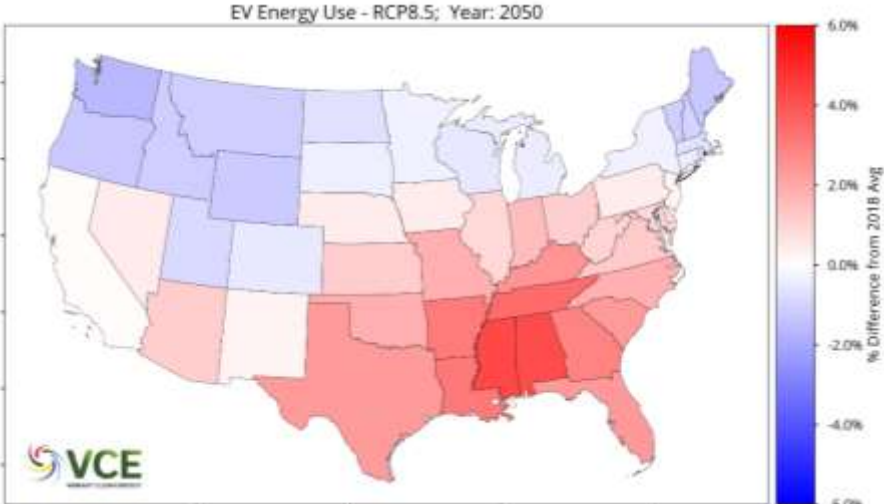 EV Energy Use - RCP8.5; Year: 2050
6.0%
4.0%
2.0%
0.0%
-2.0%
-4.0%
% Difference from 2018 Avg
VCE